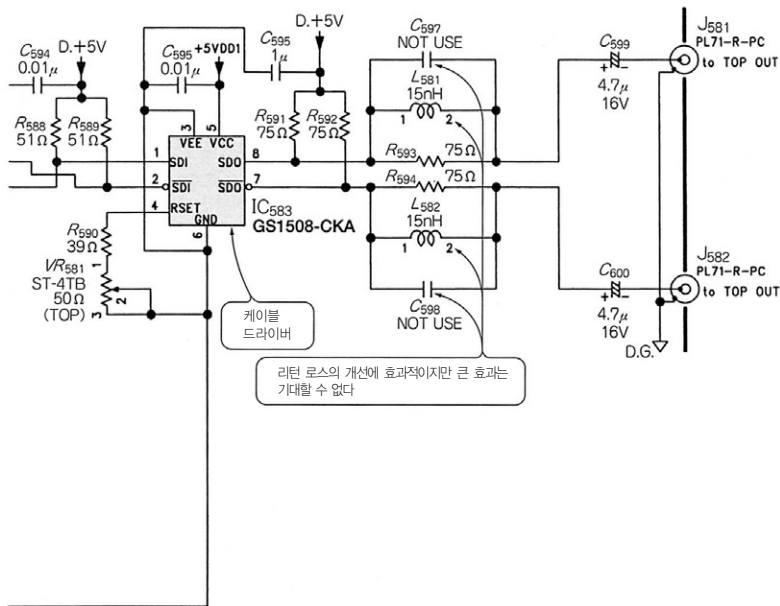 D.+5V
C594
0.01μ
R588
51Ω
R589
51Ω
C595
0.01μ
+5VDD1
C595
1μ
D.+5V
R591
75Ω
R592
75Ω
C597
NOT USE
L581
15nH
1 2
R593
75Ω
R594
75Ω
L582
15nH
1 2
C598
NOT USE
C599
+ −
4.7μ
16V
J581
PL71-R-PC
to TOP OUT
C600
+ −
4.7μ
16V
J582
PL71-R-PC
to TOP OUT
D.G.
3 5
VEE VCC
1 SDI SDO 8
2 SDI SDO 7
4 RSET
GND
6
IC583
GS1508-CKA
R590
39Ω
VR581
ST-4TB
50Ω
(TOP)
1
2
3
케이블
드라이버
리턴 로스의 개선에 효과적이지만 큰 효과는
기대할 수 없다